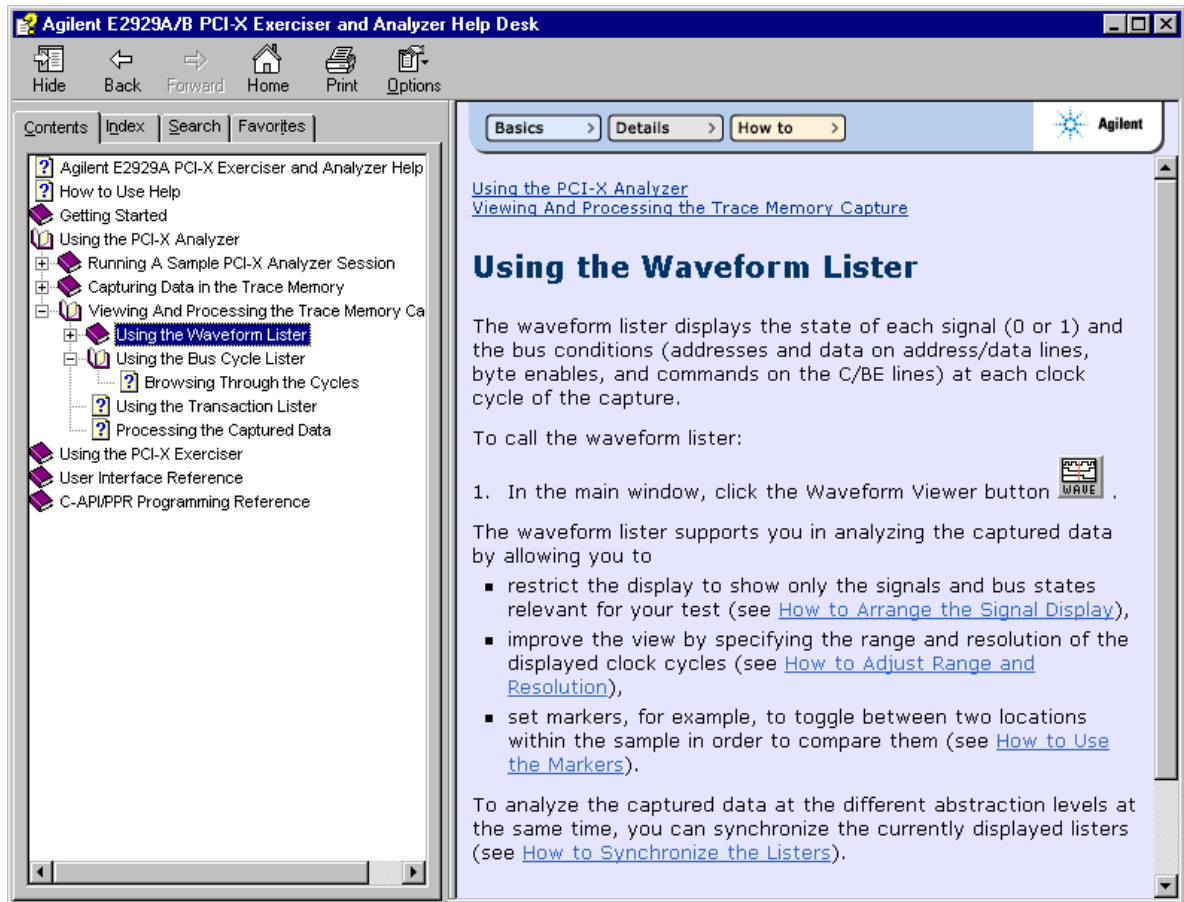 Agilent E2929A/B PCI-X Exerciser and Analyzer Help Desk
Hide Back Forward Home Print Options
Contents Index Search Favorites
Agilent E2929A PCI-X Exerciser and Analyzer Help
How to Use Help
Getting Started
Using the PCI-X Analyzer
Running A Sample PCI-X Analyzer Session
Capturing Data in the Trace Memory
Viewing And Processing the Trace Memory Ca
Using the Waveform Lister
Using the Bus Cycle Lister
Browsing Through the Cycles
Using the Transaction Lister
Processing the Captured Data
Using the PCI-X Exerciser
User Interface Reference
C-API/PPR Programming Reference
Basics Details How to Agilent
Using the PCI-X Analyzer
Viewing And Processing the Trace Memory Capture
Using the Waveform Lister
The waveform lister displays the state of each signal (0 or 1) and
the bus conditions (addresses and data on address/data lines,
byte enables, and commands on the C/BE lines) at each clock
cycle of the capture.
To call the waveform lister:
1. In the main window, click the Waveform Viewer button WAVE .
The waveform lister supports you in analyzing the captured data
by allowing you to
▪ restrict the display to show only the signals and bus states
relevant for your test (see How to Arrange the Signal Display),
▪ improve the view by specifying the range and resolution of the
displayed clock cycles (see How to Adjust Range and
Resolution),
▪ set markers, for example, to toggle between two locations
within the sample in order to compare them (see How to Use
the Markers).
To analyze the captured data at the different abstraction levels at
the same time, you can synchronize the currently displayed listers
(see How to Synchronize the Listers).